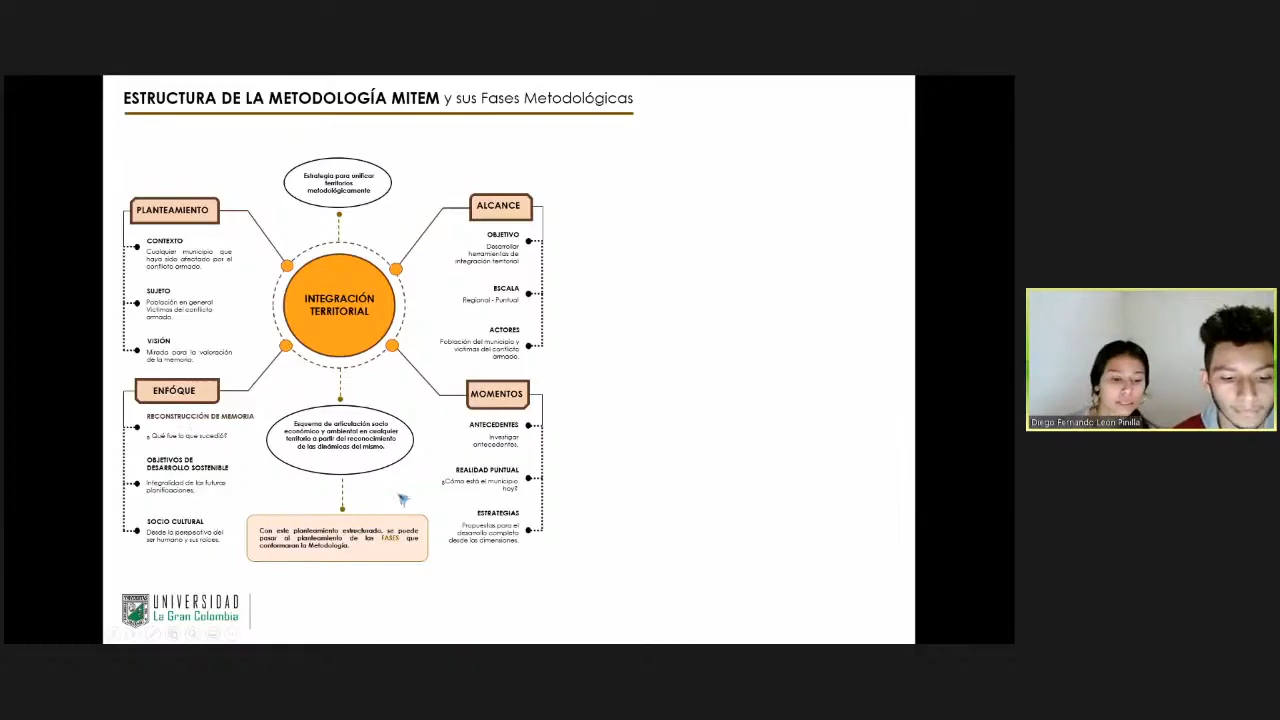 ESTRUCTURA DE LA METODOLOGÍA MITEM y sus Fases Metodológicas
Estrategia para unificar
territorios
metodológicamente
PLANTEAMIENTO
CONTEXTO
Cualquier municipio que
haya sido afectado por el
conflicto armado.
SUJETO
Población en general
Víctimas del conflicto
armado.
VISIÓN
Mirada para la valoración
de la memoria.
INTEGRACIÓN
TERRITORIAL
ALCANCE
OBJETIVO
Desarrollar
herramientas de
integración territorial
ESCALA
Regional - Puntual
ACTORES
Población del municipio y
víctimas del conflicto
armado.
ENFÓQUE
RECONSTRUCCIÓN DE MEMORIA
¿ Qué fue lo que sucedió?
OBJETIVOS DE
DESARROLLO SOSTENIBLE
Integralidad de las futuras
planificaciones.
SOCIO CULTURAL
Desde la perspectiva del
ser humano y sus raíces.
Esquema de articulación socio
económico y ambiental en cualquier
territorio a partir del reconocimiento
de las dinámicas del mismo.
MOMENTOS
ANTECEDENTES
Investigar
antecedentes.
REALIDAD PUNTUAL
¿Cómo está el municipio
hoy?
ESTRATEGIAS
Propuestas para el
desarrollo completo
desde las dimensiones.
Con este planteamiento estructurado, se puede
pasar al planteamiento de las FASES que
conformaran la Metodología.
UNIVERSIDAD
La Gran Colombia
Diego Fernando Leon Pinilla